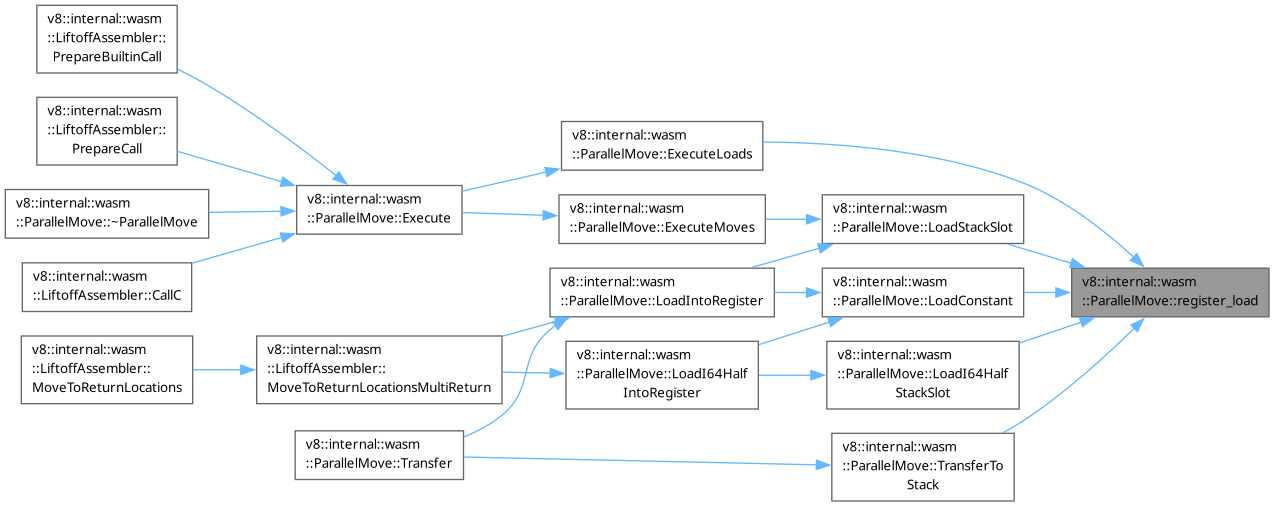 v8::internal::wasm
::LiftoffAssembler::
PrepareBuiltinCall
v8::internal::wasm
::LiftoffAssembler::
PrepareCall
v8::internal::wasm
::ParallelMove::~ParallelMove
v8::internal::wasm
::LiftoffAssembler::CallC
v8::internal::wasm
::LiftoffAssembler::
MoveToReturnLocations
v8::internal::wasm
::ParallelMove::Execute
v8::internal::wasm
::LiftoffAssembler::
MoveToReturnLocationsMultiReturn
v8::internal::wasm
::ParallelMove::Transfer
v8::internal::wasm
::ParallelMove::ExecuteLoads
v8::internal::wasm
::ParallelMove::ExecuteMoves
v8::internal::wasm
::ParallelMove::LoadIntoRegister
v8::internal::wasm
::ParallelMove::LoadI64Half
IntoRegister
v8::internal::wasm
::ParallelMove::LoadStackSlot
v8::internal::wasm
::ParallelMove::LoadConstant
v8::internal::wasm
::ParallelMove::LoadI64Half
StackSlot
v8::internal::wasm
::ParallelMove::TransferTo
Stack
v8::internal::wasm
::ParallelMove::register_load